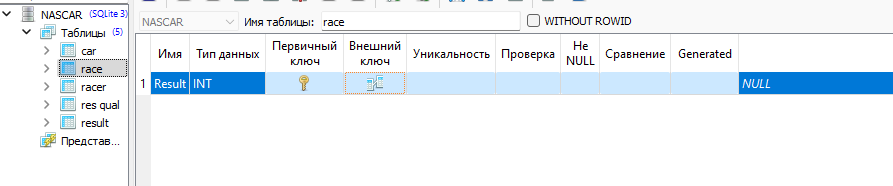 NASCAR (SQLite 3)
Таблицы (5)
car
race
racer
res qual
result
Представ...
NASCAR Имя таблицы: race WITHOUT ROWID
Имя Тип данных Первичный ключ Внешний ключ Уникальность Проверка Не NULL Сравнение Generated
1 Result INT NULL